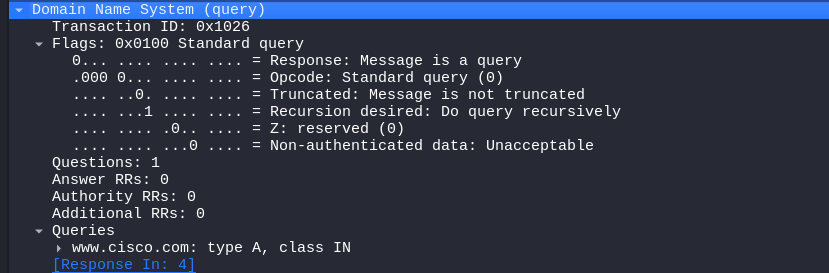 Domain Name System (query)
Transaction ID: 0x1026
Flags: 0x0100 Standard query
0... .... .... .... = Response: Message is a query
.000 0... .... .... = Opcode: Standard query (0)
.... ..0. .... .... = Truncated: Message is not truncated
.... ...1 .... .... = Recursion desired: Do query recursively
.... .... .0.. .... = Z: reserved (0)
.... .... ...0 .... = Non-authenticated data: Unacceptable
Questions: 1
Answer RRs: 0
Authority RRs: 0
Additional RRs: 0
Queries
www.cisco.com: type A, class IN
[Response In: 4]